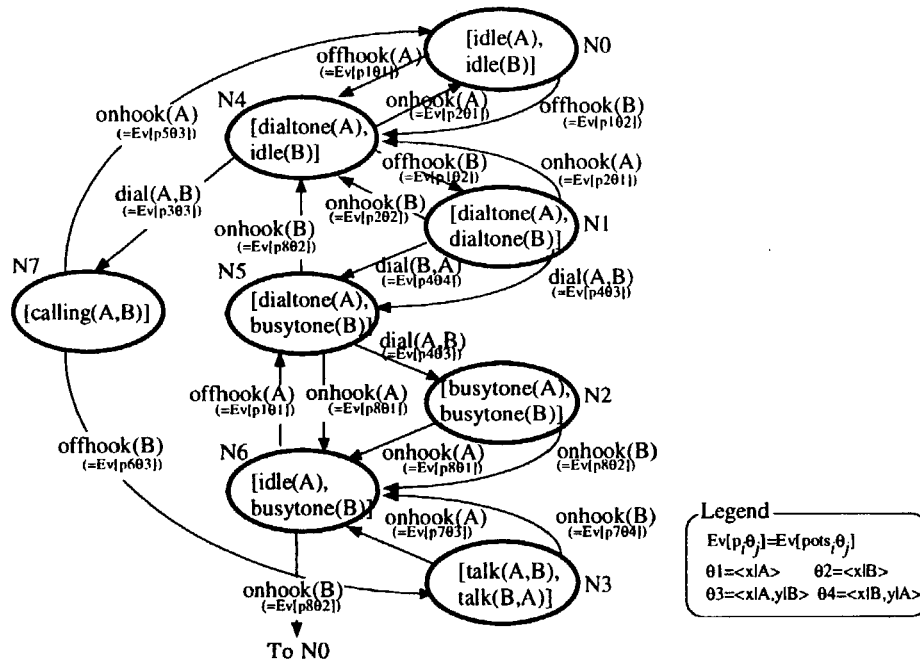 [idle(A),
idle(B)]
N0
offhook(A)
(=Ev[p1θ1])
onhook(A)
(=Ev[p2θ1])
offhook(B)
(=Ev[p1θ2])
onhook(A)
(=Ev[p5θ3])
N4
[dialtone(A),
idle(B)]
offhook(B)
(=Ev[p1θ2])
onhook(A)
(=Ev[p2θ1])
dial(A,B)
(=Ev[p3θ3])
onhook(B)
(=Ev[p8θ2])
onhook(B)
(=Ev[p2θ2])
[dialtone(A),
dialtone(B)]
N1
N7
[calling(A,B)]
N5
dial(B,A)
(=Ev[p4θ4])
dial(A,B)
(=Ev[p4θ3])
[dialtone(A),
busytone(B)]
dial(A,B)
(=Ev[p4θ3])
offhook(A)
(=Ev[p1θ1])
onhook(A)
(=Ev[p8θ1])
[busytone(A),
busytone(B)]
N2
offhook(B)
(=Ev[p6θ3])
N6
onhook(A)
(=Ev[p8θ1])
onhook(B)
(=Ev[p8θ2])
[idle(A),
busytone(B)]
onhook(A)
(=Ev[p7θ3])
onhook(B)
(=Ev[p7θ4])
onhook(B)
(=Ev[p8θ2])
[talk(A,B),
talk(B,A)]
N3
To N0
Legend
Ev[p_iθ_j]=Ev[pots_iθ_j]
θ1=<x|A> θ2=<x|B>
θ3=<x|A,y|B> θ4=<x|B,y|A>